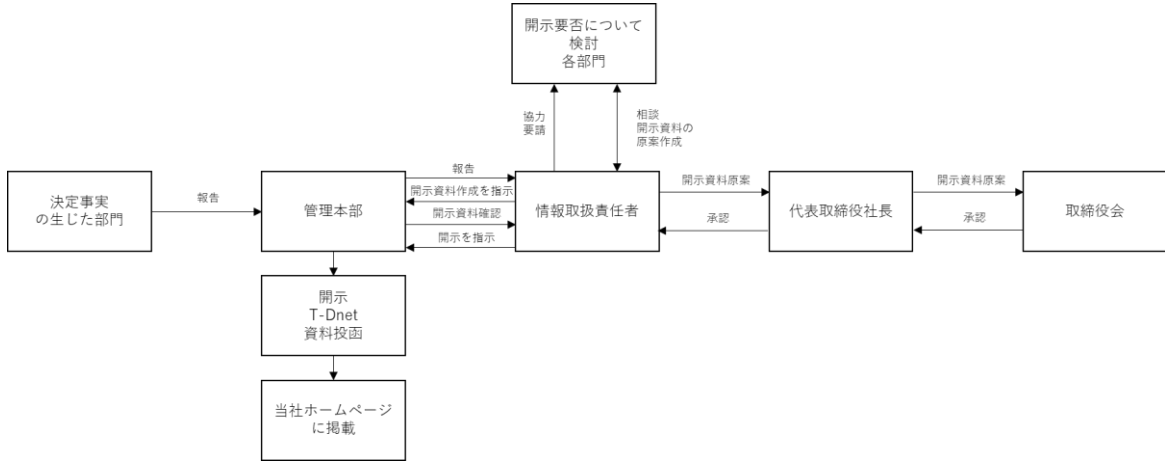 開示要否について
検討
各部門
協力
要請
相談
開示資料の
原案作成
決定事実
の生じた部門
報告
管理本部
報告
開示資料作成を指示
開示資料確認
開示を指示
情報取扱責任者
開示資料原案
承認
代表取締役社長
開示資料原案
承認
取締役会
開示
T-Dnet
資料投函
当社ホームページ
に掲載